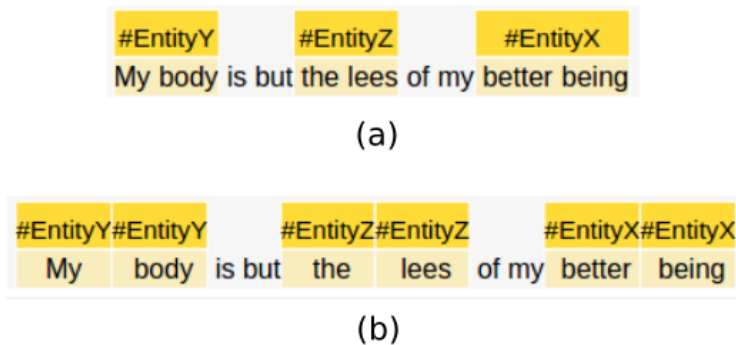 #EntityY #EntityZ #EntityX
My body is but the lees of my better being
(a)
#EntityY #EntityY #EntityZ #EntityZ #EntityX #EntityX
My body is but the lees of my better being
(b)